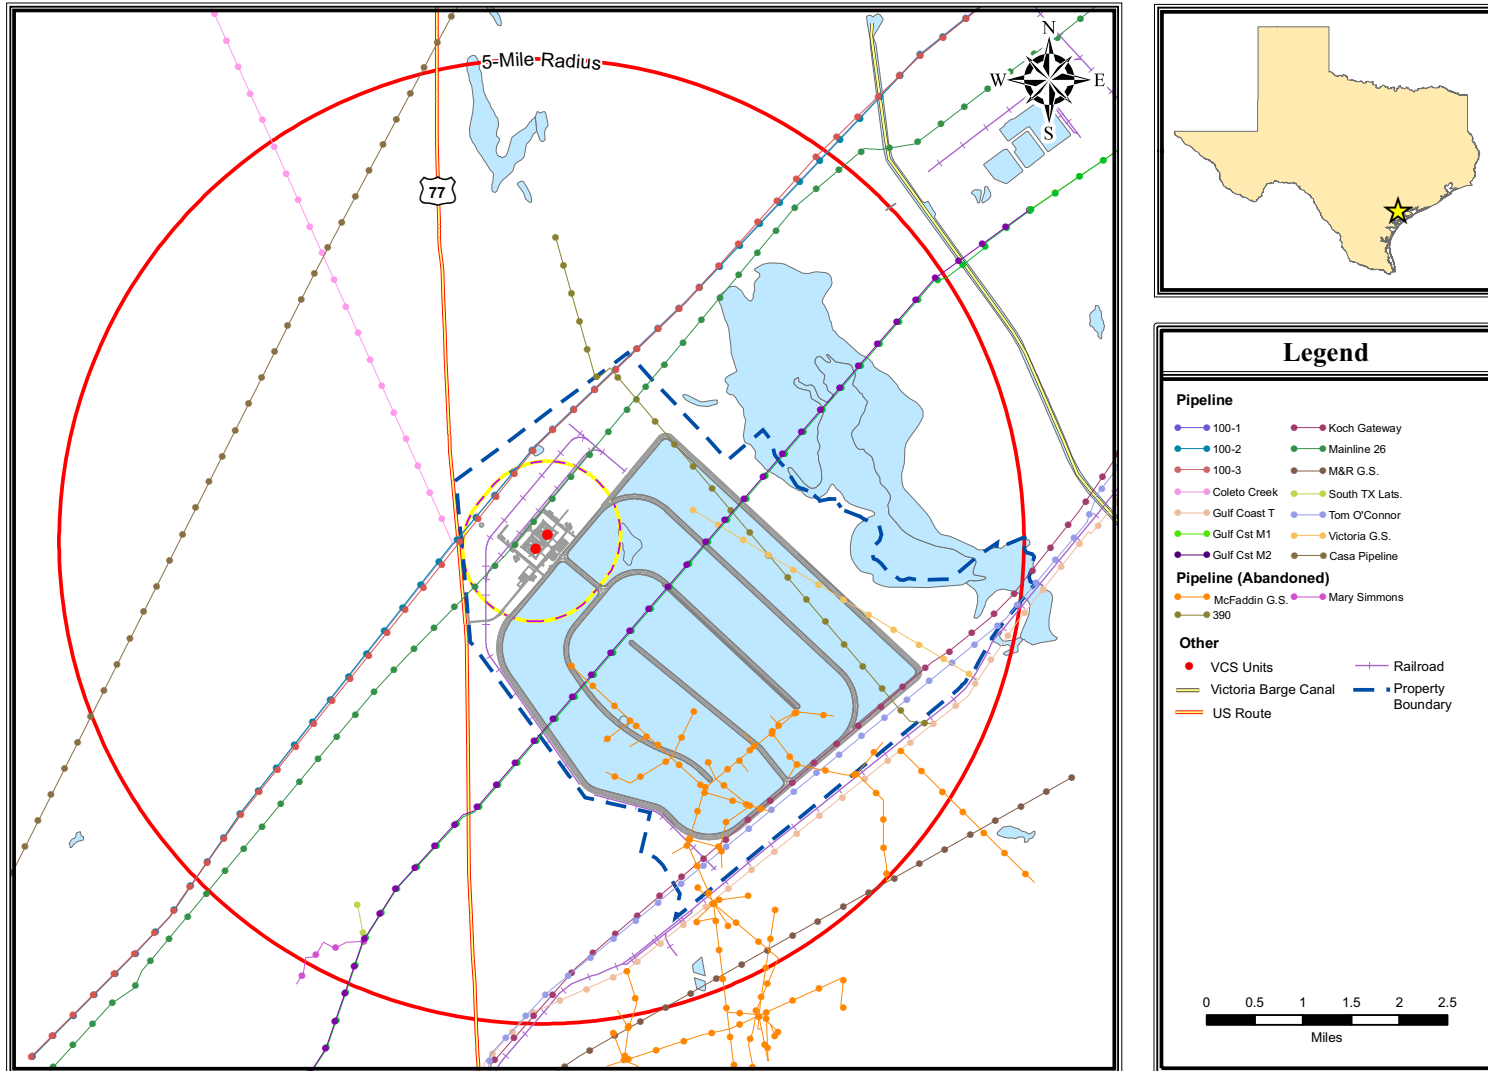 5-Mile-Radius
N
W
E
S
77
Legend
Pipeline
100-1
100-2
100-3
Coleto Creek
Gulf Coast T
Gulf Cst M1
Gulf Cst M2
Koch Gateway
Mainline 26
M&R G.S.
South TX Lats.
Tom O'Connor
Victoria G.S.
Casa Pipeline
Pipeline (Abandoned)
McFaddin G.S.
390
Mary Simmons
Other
VCS Units
Victoria Barge Canal
US Route
Railroad
Property
Boundary
0 0.5 1 1.5 2 2.5
Miles